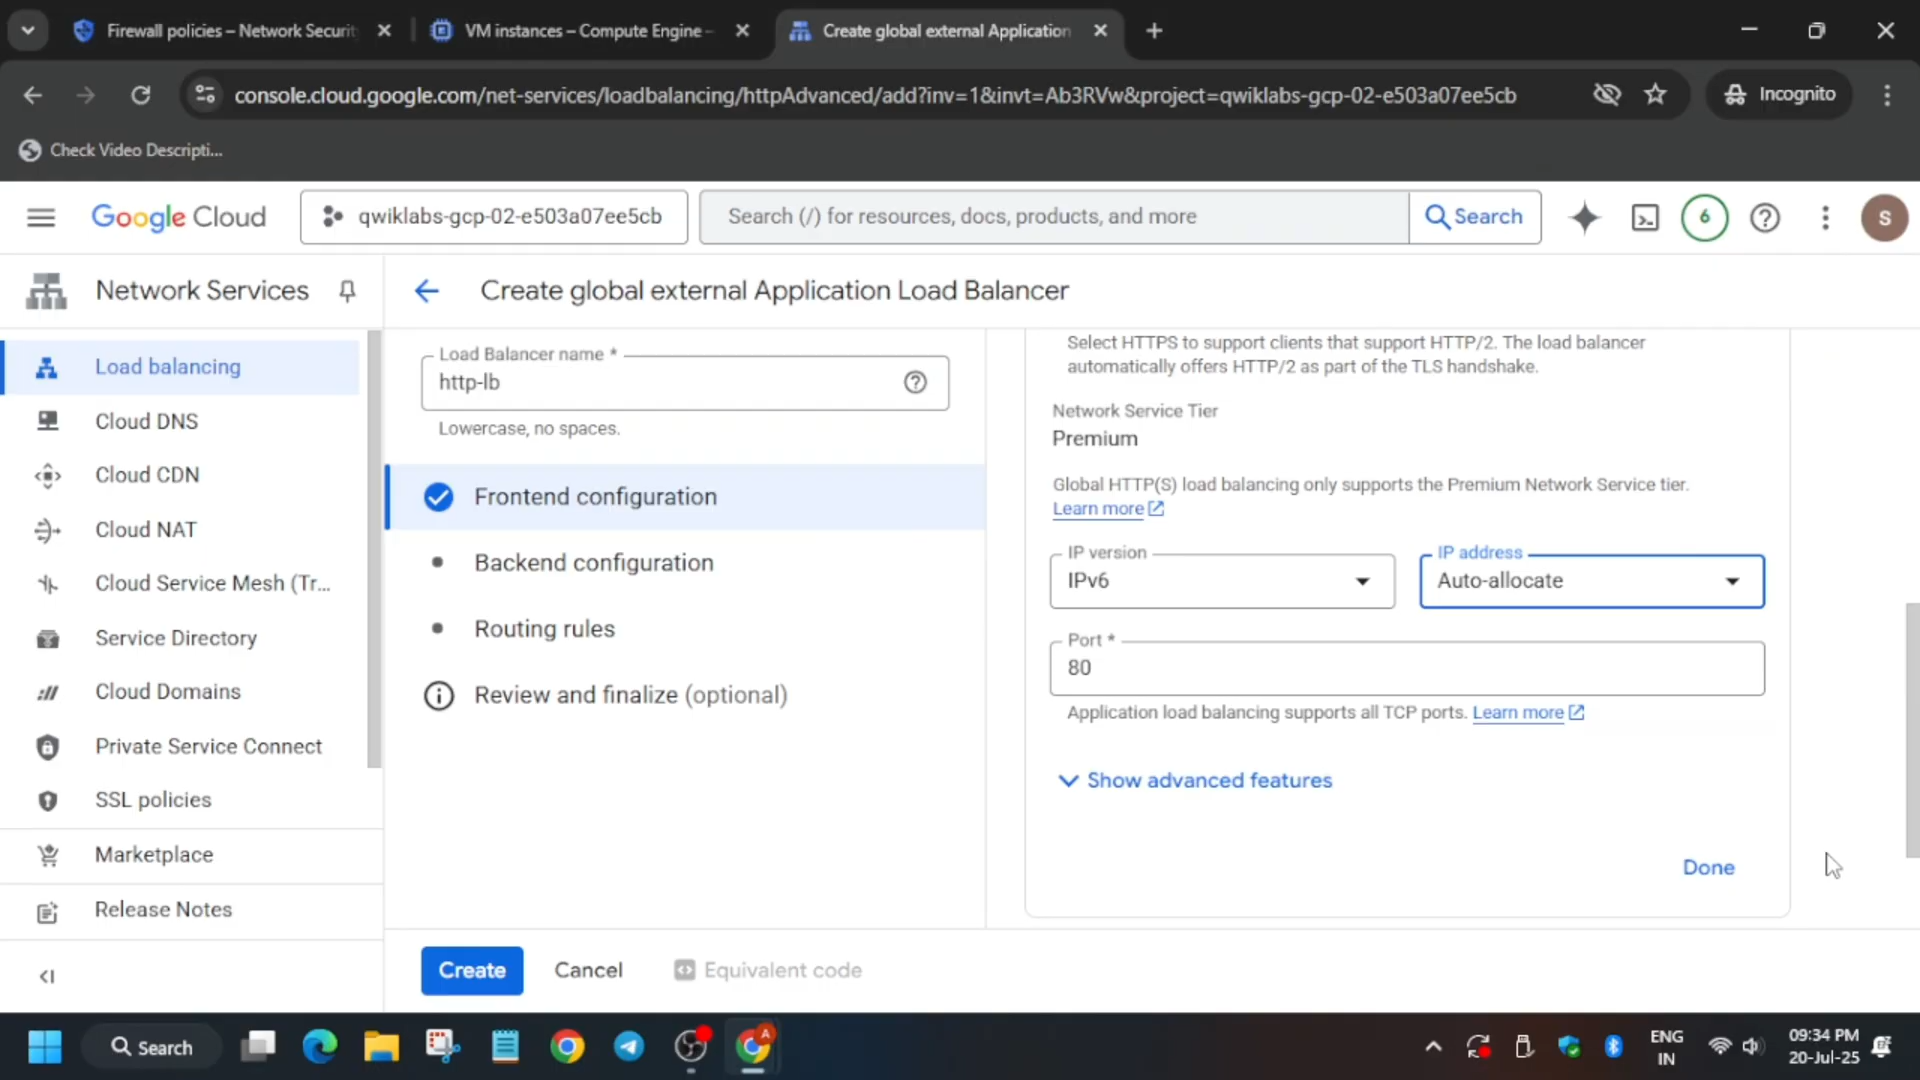 Firewall policies – Network Securit
VM instances – Compute Engine –
Create global external Application
console.cloud.google.com/net-services/loadbalancing/httpAdvanced/add?inv=1&invt=Ab3RVw&project=qwiklabs-gcp-02-e503a07ee5cb
Incognito
Check Video Descripti...
Google Cloud
qwiklabs-gcp-02-e503a07ee5cb
Search (/) for resources, docs, products, and more
Search
6
S
Network Services
Create global external Application Load Balancer
Load balancing
Cloud DNS
Cloud CDN
Cloud NAT
Cloud Service Mesh (Tr...
Service Directory
Cloud Domains
Private Service Connect
SSL policies
Marketplace
Release Notes
Load Balancer name *
http-lb
Lowercase, no spaces.
Frontend configuration
Backend configuration
Routing rules
Review and finalize (optional)
Select HTTPS to support clients that support HTTP/2. The load balancer
automatically offers HTTP/2 as part of the TLS handshake.
Network Service Tier
Premium
Global HTTP(S) load balancing only supports the Premium Network Service tier.
Learn more
IP version
IPv6
IP address
Auto-allocate
Port *
80
Application load balancing supports all TCP ports. Learn more
Show advanced features
Done
Create
Cancel
Equivalent code
Search
A
ENG
IN
09:34 PM
20-Jul-25